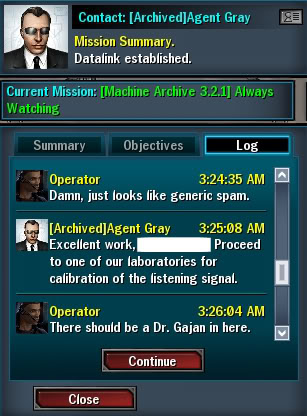 Contact: [Archived]Agent Gray
Mission Summary.
Datalink established.
Current Mission: [Machine Archive 3.2.1] Always
Watching
Summary
Objectives
Log
Operator 3:24:35 AM
Damn, just looks like generic spam.
[Archived]Agent Gray 3:25:08 AM
Excellent work, Proceed
to one of our laboratories for
calibration of the listening signal.
Operator 3:26:04 AM
There should be a Dr. Gajan in here.
Continue
Close